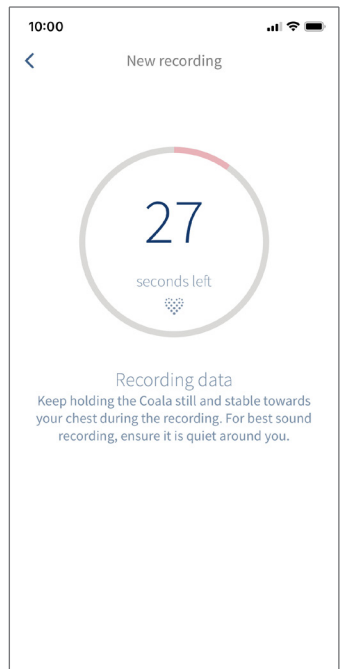 10:00
New recording
27
seconds left
Recording data
Keep holding the Coala still and stable towards
your chest during the recording. For best sound
recording, ensure it is quiet around you.